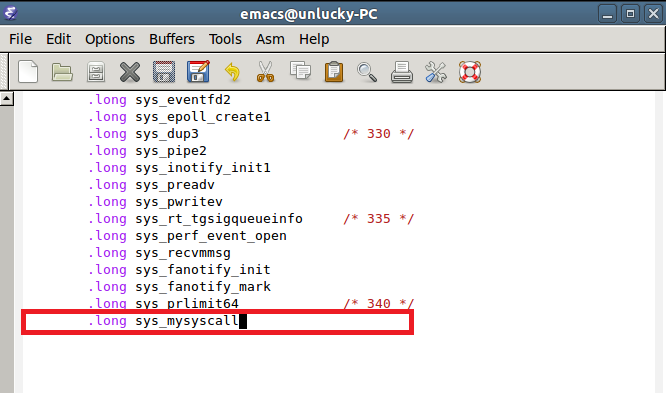 emacs@unlucky-PC
File Edit Options Buffers Tools Asm Help
.long sys_eventfd2
.long sys_epoll_create1
.long sys_dup3 /* 330 */
.long sys_pipe2
.long sys_inotify_init1
.long sys_preadv
.long sys_pwritev
.long sys_rt_tgsigqueueinfo /* 335 */
.long sys_perf_event_open
.long sys_recvmmsg
.long sys_fanotify_init
.long sys_fanotify_mark
.long sys_prlimit64 /* 340 */
.long sys_mysyscall